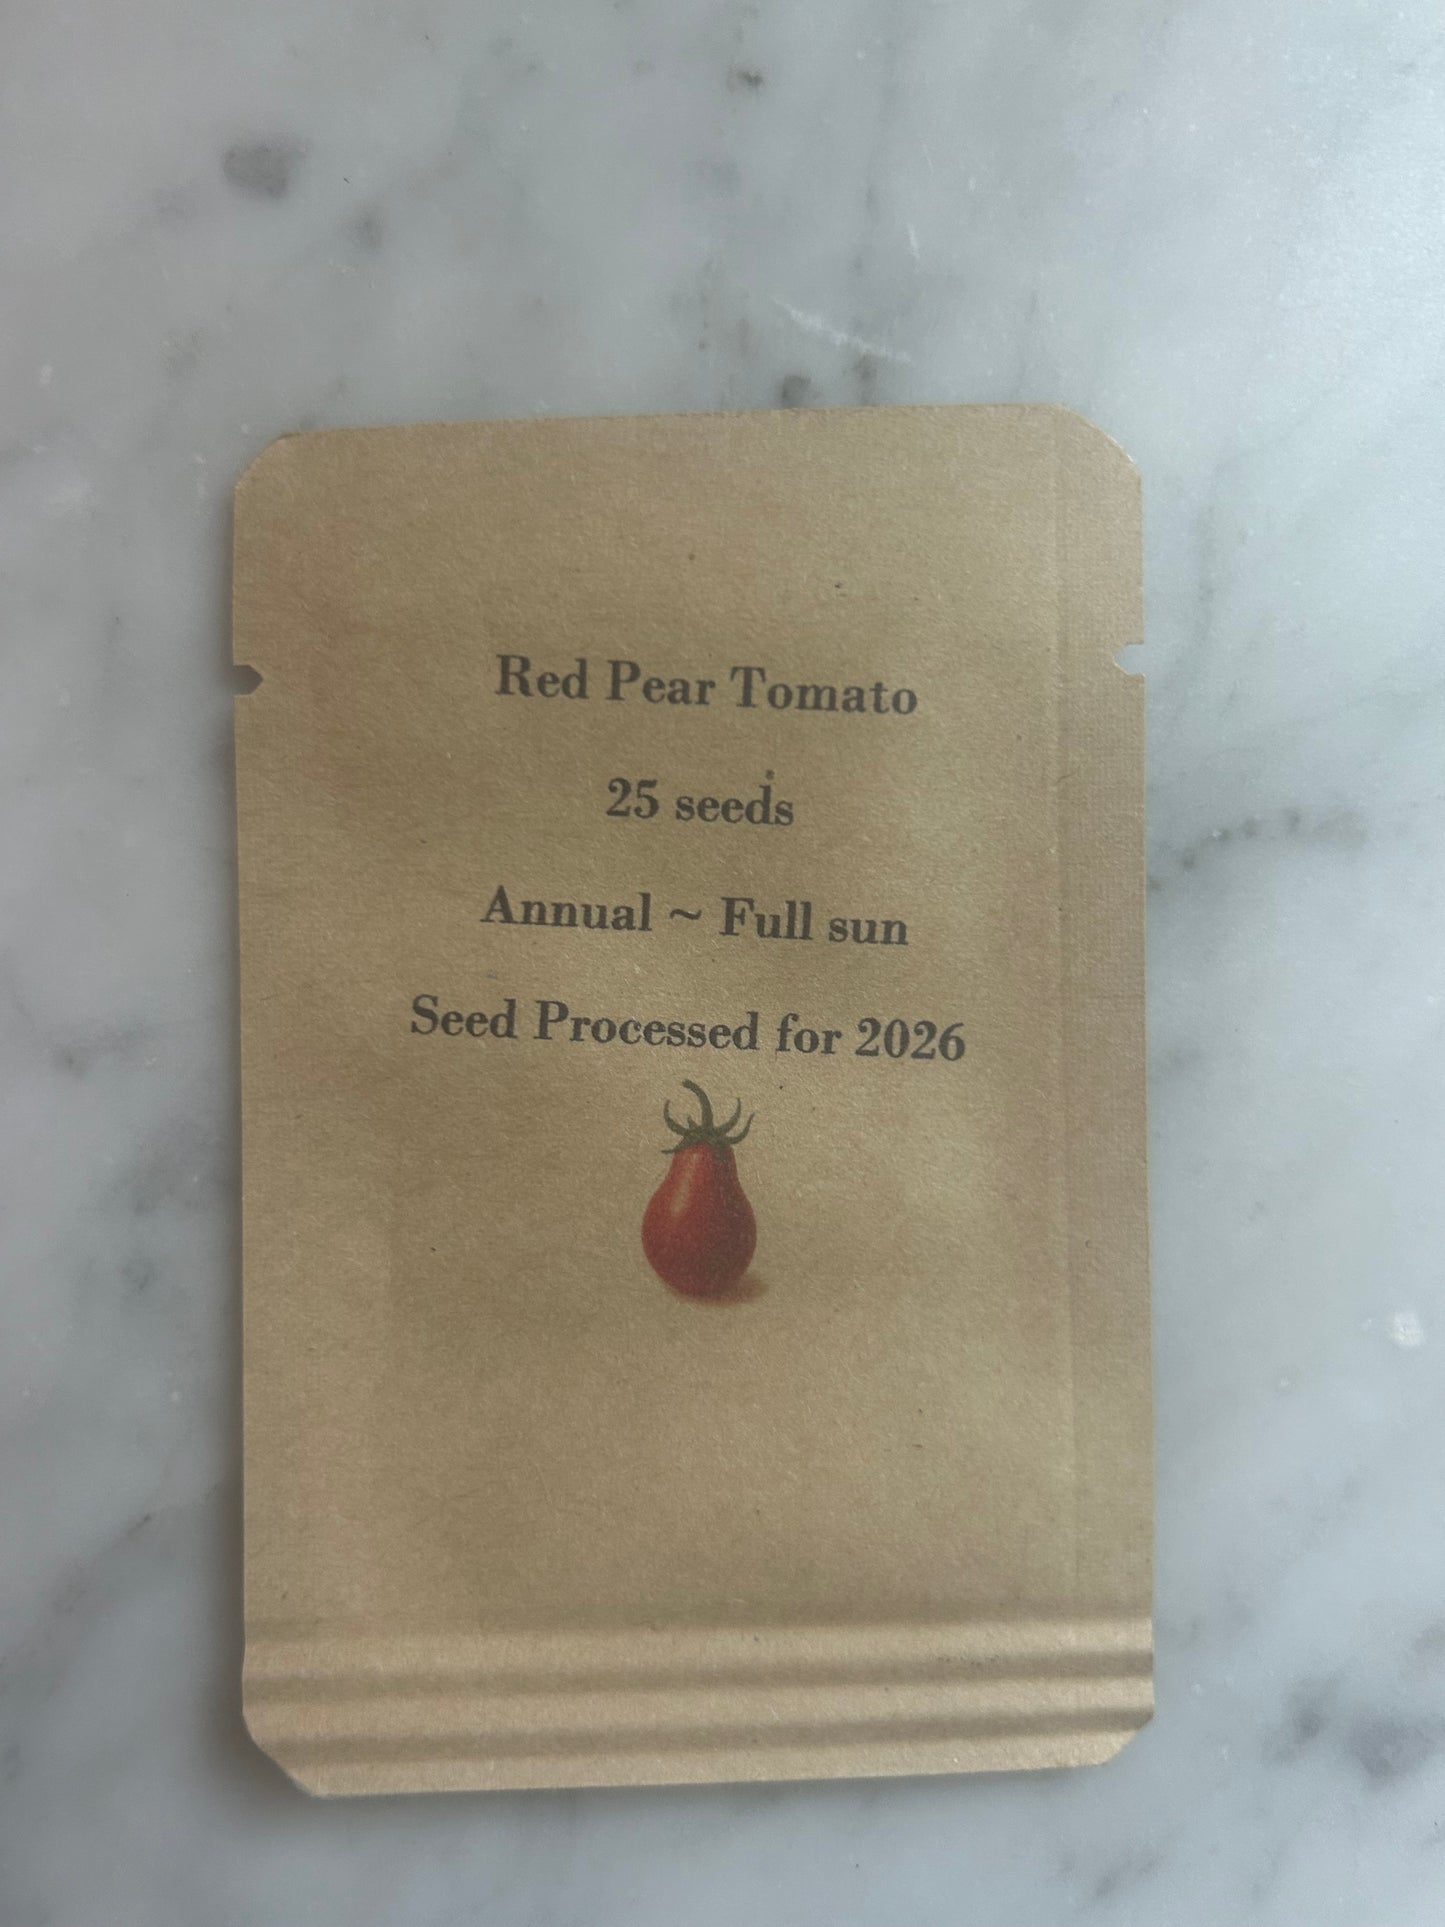 Red Pear Tomato
25 seeds
Annual ~ Full sun
Seed Processed for 2026